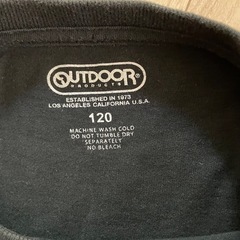 OUTDOOR
PRODUCTS
ESTABLISHED IN 1973
LOS ANGELES CALIFORNIA U.S.A.
120
MACHINE WASH COLD
DO NOT TUMBLE DRY
SEPARATELY
NO BLEACH